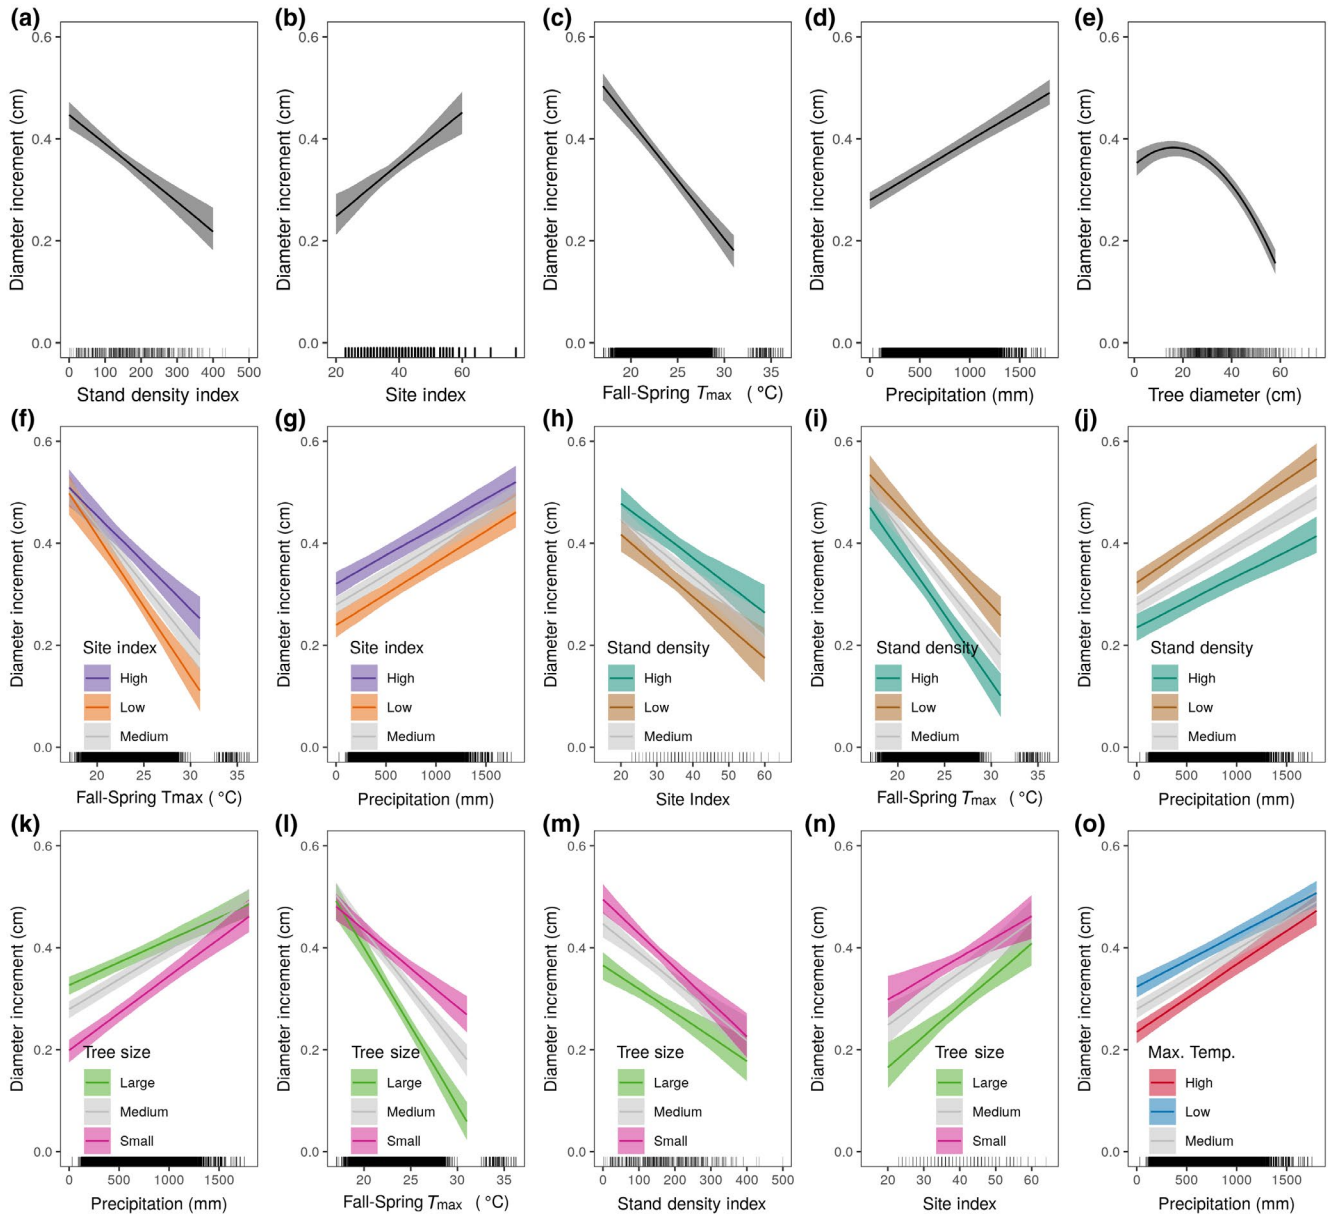 (a) (b) (c) (d) (e)
Diameter increment (cm) Diameter increment (cm) Diameter increment (cm) Diameter increment (cm) Diameter increment (cm)
0.6 0.6 0.6 0.6 0.6
0.4 0.4 0.4 0.4 0.4
0.2 0.2 0.2 0.2 0.2
0.0 0.0 0.0 0.0 0.0
0 100 200 300 400 500 20 40 60 20 25 30 35 0 500 1000 1500 0 20 40 60
Stand density index Site index Fall-Spring Tmax (°C) Precipitation (mm) Tree diameter (cm)
(f) (g) (h) (i) (j)
Diameter increment (cm) Diameter increment (cm) Diameter increment (cm) Diameter increment (cm) Diameter increment (cm)
0.6 0.6 0.6 0.6 0.6
0.4 0.4 0.4 0.4 0.4
0.2 0.2 0.2 0.2 0.2
Site index Site index Stand density Stand density Stand density
High High High High High
Low Low Low Low Low
Medium Medium Medium Medium Medium
0.0 0.0 0.0 0.0 0.0
20 25 30 35 0 500 1000 1500 20 30 40 50 60 20 25 30 35 0 500 1000 1500
Fall-Spring Tmax (°C) Precipitation (mm) Site Index Fall-Spring Tmax (°C) Precipitation (mm)
(k) (l) (m) (n) (o)
Diameter increment (cm) Diameter increment (cm) Diameter increment (cm) Diameter increment (cm) Diameter increment (cm)
0.6 0.6 0.6 0.6 0.6
0.4 0.4 0.4 0.4 0.4
0.2 0.2 0.2 0.2 0.2
Tree size Tree size Tree size Tree size Max. Temp.
Large Large Large Large High
Medium Medium Medium Medium Low
Small Small Small Small Medium
0.0 0.0 0.0 0.0 0.0
0 500 1000 1500 20 25 30 35 0 100 200 300 400 500 20 30 40 50 60 0 500 1000 1500
Precipitation (mm) Fall-Spring Tmax (°C) Stand density index Site index Precipitation (mm)